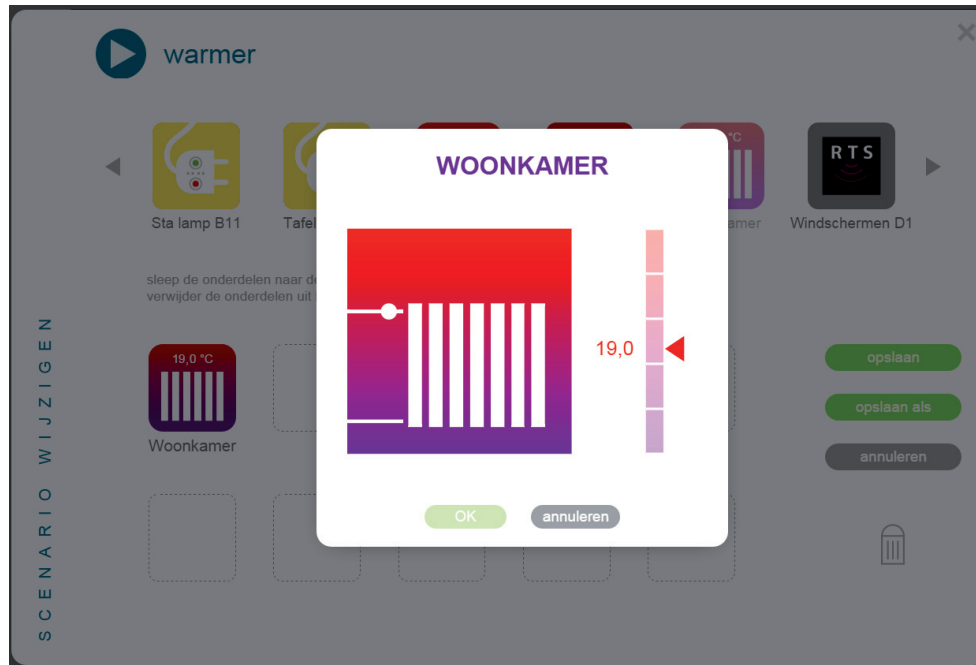 warmer
Sta lamp B11
Tafel
°C
amer
RTS
Windschermen D1
sleep de onderdelen naar de
verwijder de onderdelen uit
SCENARIO WIJZIGEN
19,0 °C
Woonkamer
opslaan
opslaan als
annuleren
WOONKAMER
19,0
OK
annuleren